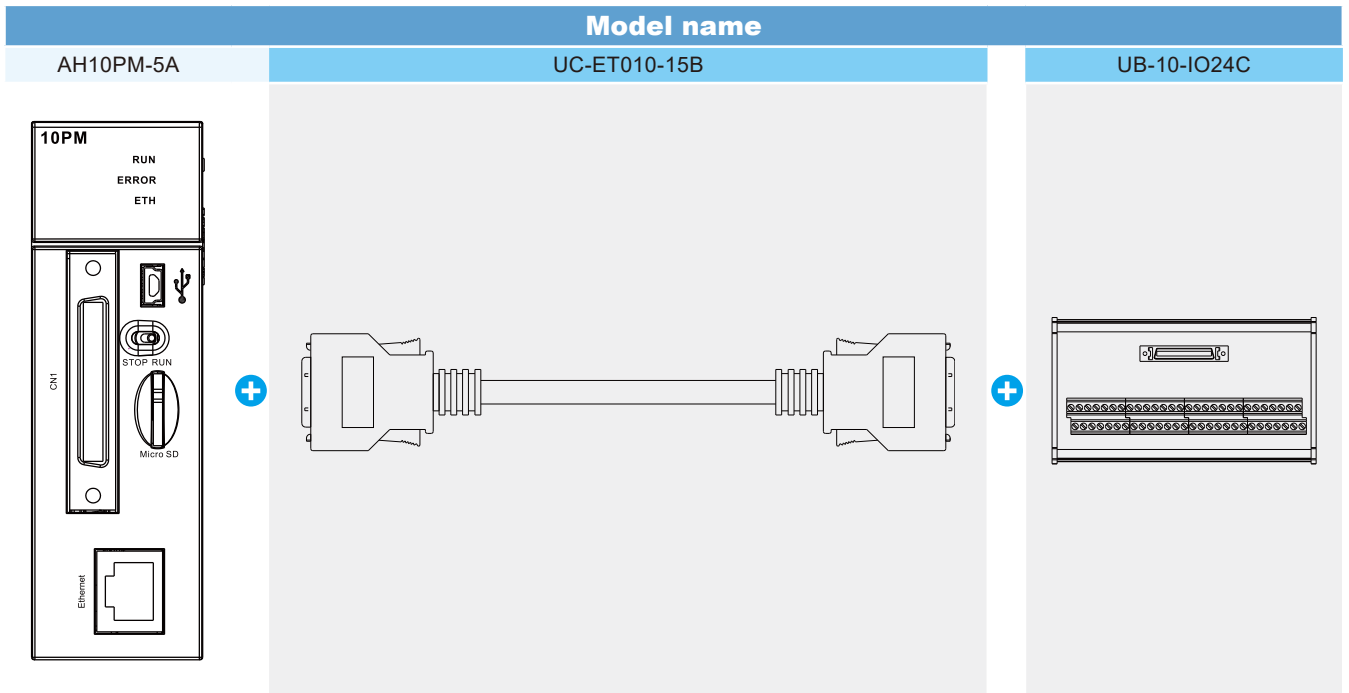 Model name
AH10PM-5A
UC-ET010-15B
UB-10-IO24C
10PM
RUN
ERROR
ETH
CN1
STOP RUN
Micro SD
Ethernet